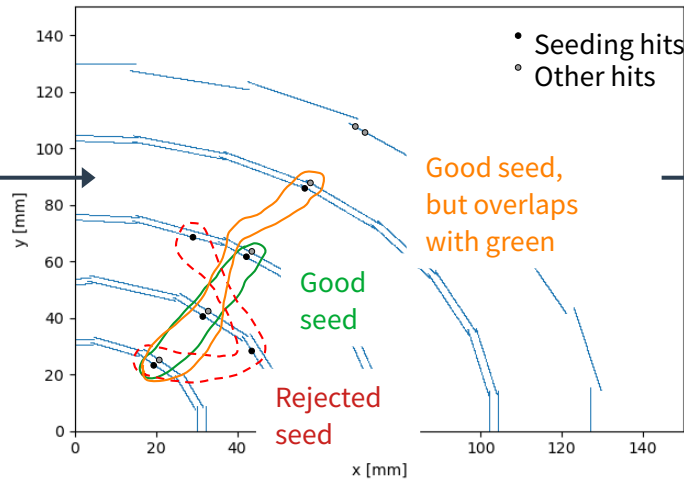 140
120
100
80
60
40
20
0
y [mm]
Seeding hits
Other hits
Good seed,
but overlaps
with green
Good
seed
Rejected
seed
0
20
40
100
120
140
x [mm]